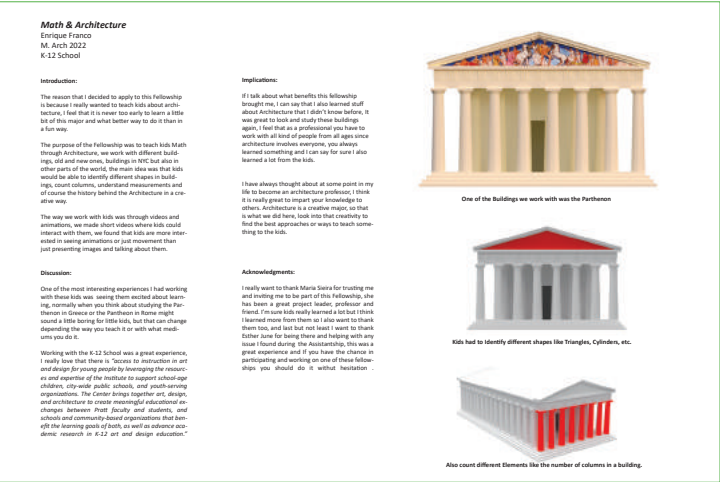 Math & Architecture
Enrique Franco
M. Arch 2022
K-12 School
Introduction:
The reason that I decided to apply to this Fellowship
is because I really wanted to teach kids about archi-
tecture, I feel that it is never too early to learn a little
bit of this major and what better way to do it than in
a fun way.
The purpose of the Fellowship was to teach kids Math
through Architecture, we work with different build-
ings, old and new ones, buildings in NYC but also in
other parts of the world, the main idea was that kids
would be able to identify different shapes in build-
ings, count columns, understand measurements and
of course the history behind the Architecture in a cre-
ative way.
The way we work with kids was through videos and
animations, we made short videos where kids could
interact with them, we found that kids are more inter-
ested in seeing animations or just movement than
just presenting images and talking about them.
Discussion:
One of the most interesting experiences I had working
with these kids was seeing them excited about learn-
ing, normally when you think about studying the Par-
thenon in Greece or the Pantheon in Rome might
sound a little boring for little kids, but that can change
depending the way you teach it or with what medi-
ums you do it.
Working with the K-12 School was a great experience,
I really love that there is "access to instruction in art
and design for young people by leveraging the resourc-
es and expertise of the Institute to support school-age
children, city-wide public schools, and youth-serving
organizations. The Center brings together art, design,
and architecture to create meaningful educational ex-
changes between Pratt faculty and students, and
schools and community-based organizations that ben-
efit the learning goals of both, as well as advance aca-
demic research in K-12 art and design education."
Implications:
If I talk about what benefits this fellowship
brought me, I can say that I also learned stuff
about Architecture that I didn't know before, It
was great to look and study these buildings
again, I feel that as a professional you have to
work with all kind of people from all ages since
architecture involves everyone, you always
learned something and I can say for sure I also
learned a lot from the kids.
I have always thought about at some point in my
life to become an architecture professor, I think
it is really great to impart your knowledge to
others. Architecture is a creative major, so that
is what we did here, look into that creativity to
find the best approaches or ways to teach some-
thing to the kids.
Acknowledgments:
I really want to thank Maria Sieira for trusting me
and inviting me to be part of this Fellowship, she
has been a great project leader, professor and
friend. I'm sure kids really learned a lot but I think
I learned more from them so I also want to thank
them too, and last but not least I want to thank
Esther June for being there and helping with any
issue I found during the Assistantship, this was a
great experience and If you have the chance in
participating and working on one of these fellow-
ships you should do it withut hesitation .
One of the Buildings we work with was the Parthenon
Kids had to Identify different shapes like Triangles, Cylinders, etc.
Also count different Elements like the number of columns in a building.